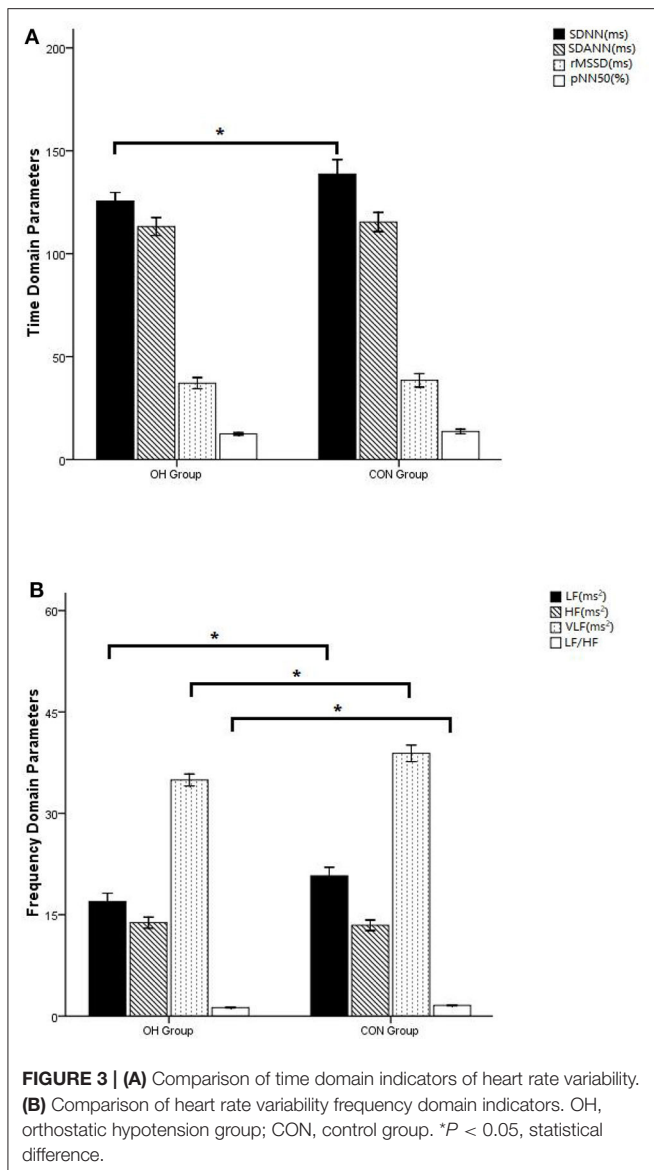 A
SDNN(ms)
SDANN(ms)
rMSSD(ms)
pNN50(%)
200
150
100
50
0
Time Domain Parameters
*
OH Group
CON Group
B
LF(ms²)
HF(ms²)
VLF(ms²)
LF/HF
60
45
30
15
0
Frequency Domain Parameters
*
*
*
OH Group
CON Group
FIGURE 3 | (A) Comparison of time domain indicators of heart rate variability.
(B) Comparison of heart rate variability frequency domain indicators. OH,
orthostatic hypotension group; CON, control group. *P < 0.05, statistical
difference.